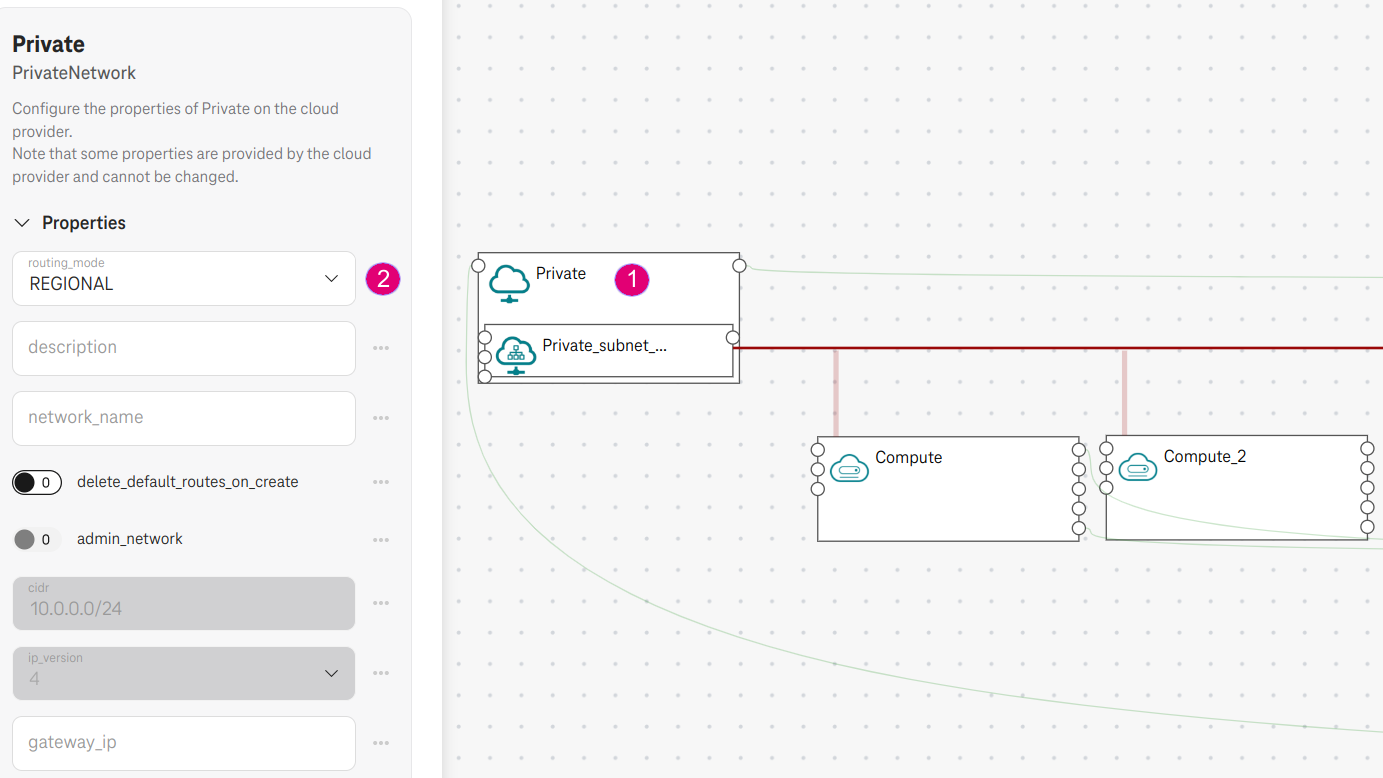 Private
PrivateNetwork
Configure the properties of Private on the cloud
provider.
Note that some properties are provided by the cloud
provider and cannot be changed.
Properties
routing_mode
REGIONAL
2
description
network_name
0 delete_default_routes_on_create
0 admin_network
cidr
10.0.0.0/24
ip_version
4
gateway_ip
Private
1
Private_subnet_...
Compute
Compute_2